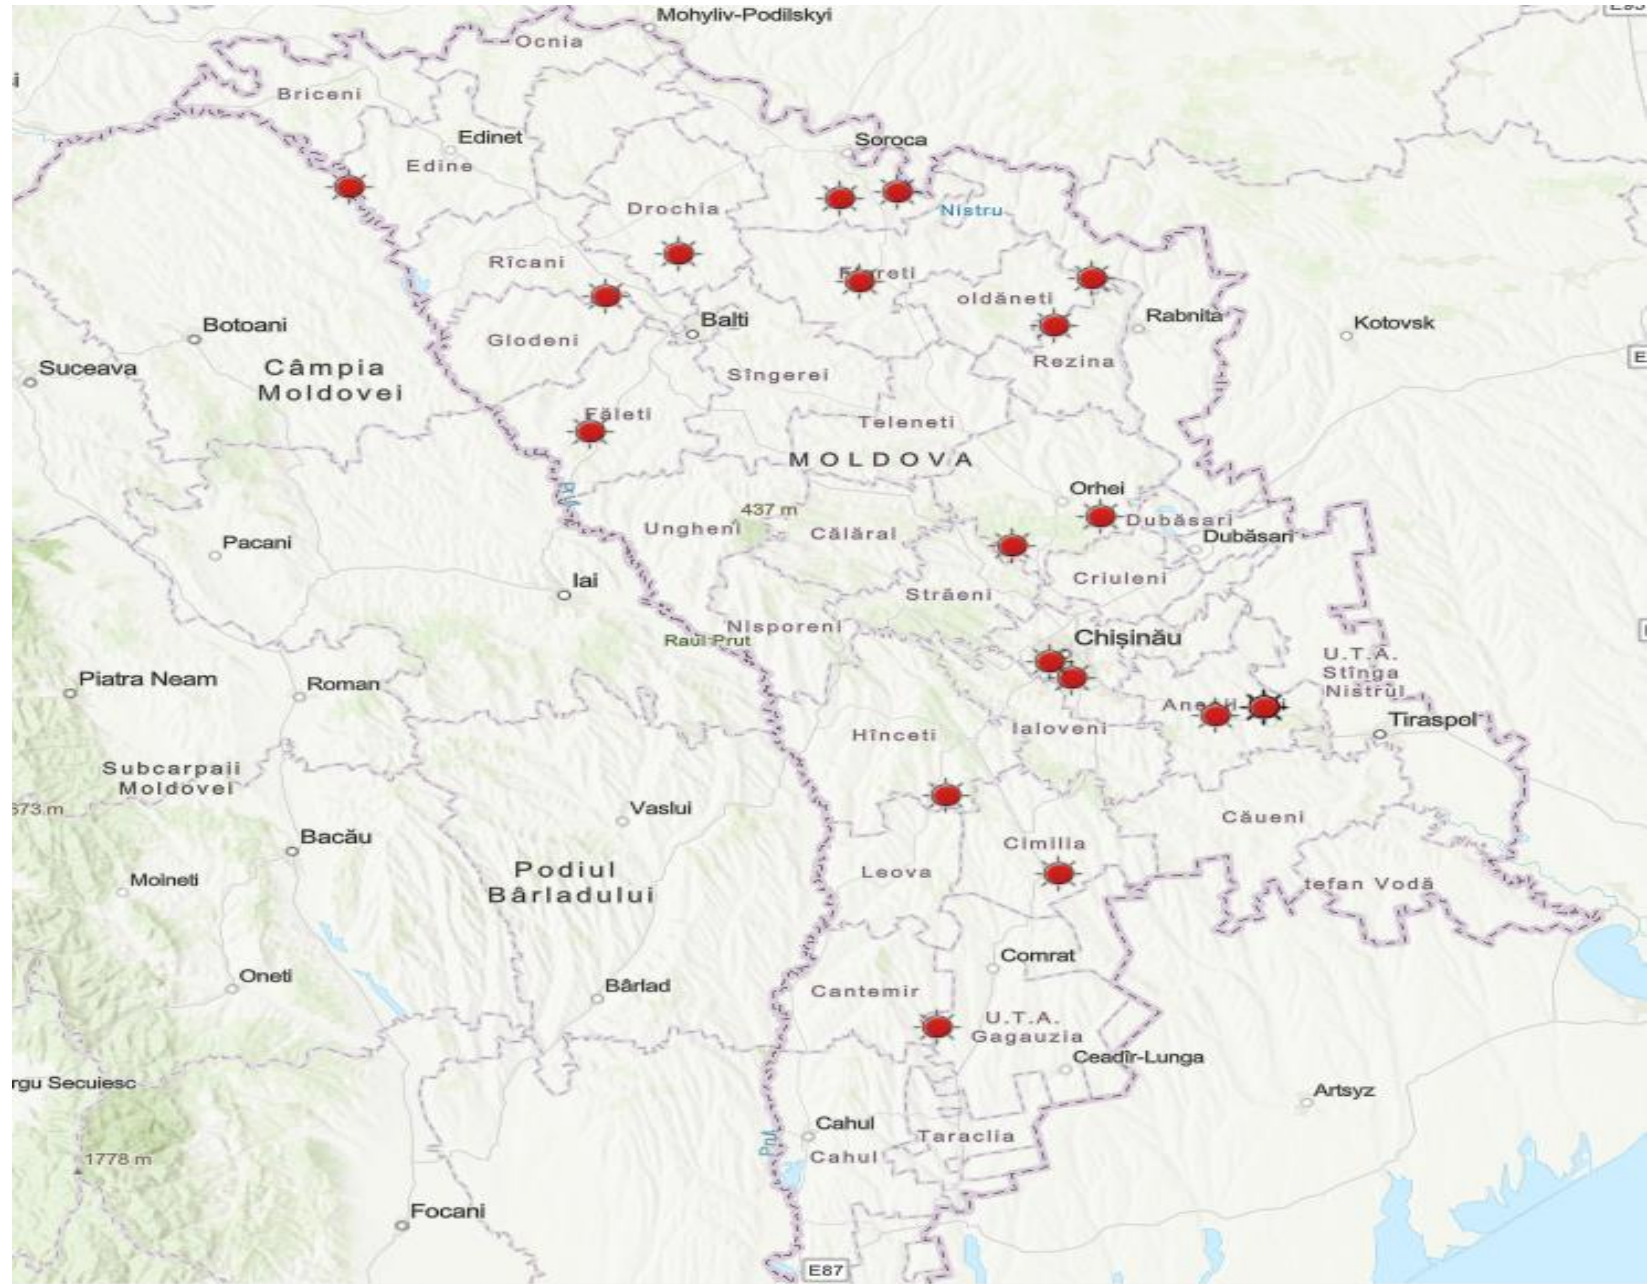 Mohyliv-Podilskyi
Ocnia
Briceni
Edinet
Edine
Soroca
Drochia
Nistru
Rîcani
oldăneti
Rabnita
Kotovsk
Botoani
Balti
Glodeni
Rezina
Suceava
Câmpia
Moldovei
Sîngerei
Făleti
Teleneti
MOLDOVA
Orhei
437 m
Ungheni
Dubăsari
Călăral
Dubăsari
Pacani
Criuleni
Iai
Străeni
Nisporeni
Raul Prut
Chișinău
U.T.A.
Stînga
Nistrul
Piatra Neam
Roman
Hînceti
Ialoveni
Tiraspol
Subcarpaii
Moldovei
673 m
Vaslui
Căueni
Bacău
Cimilia
Podiul
Bârladului
Moineti
Leova
tefan Vodă
Comrat
Oneti
Bârlad
Cantemir
U.T.A.
Gagauzia
Ceadîr-Lunga
rgu Secuiesc
Artsyz
Cahul
Taraclia
Prut
Cahul
1778 m
Focani
E87